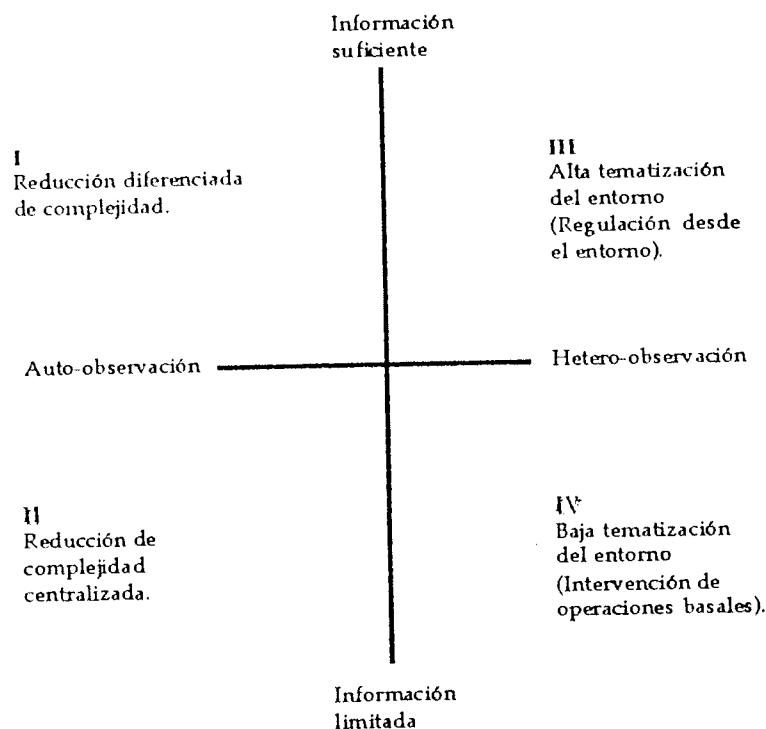 Información
suficiente
I
Reducción diferenciada
de complejidad.
III
Alta tematización
del entorno
(Regulación desde
el entorno).
Auto-observación
Hetero-observación
II
Reducción de
complejidad
centralizada.
IV
Baja tematización
del entorno
(Intervención de
operaciones basales).
Información
limitada